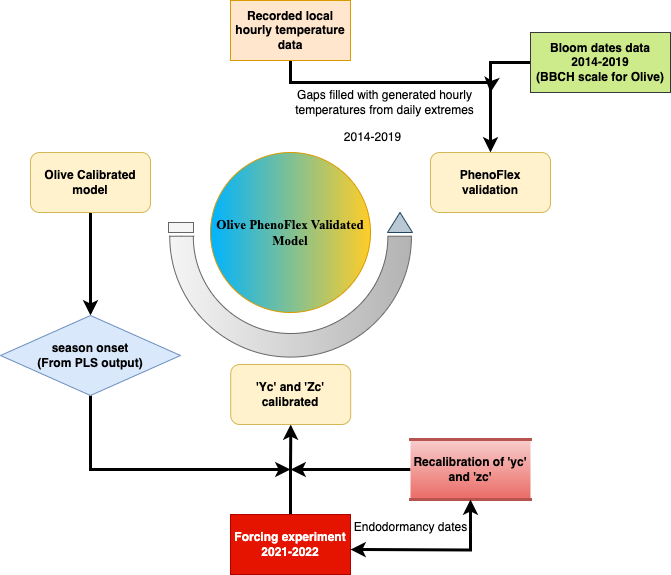 Recorded local
hourly temperature
data
Bloom dates data
2014-2019
(BBCH scale for Olive)
Gaps filled with generated hourly
temperatures from daily extremes
2014-2019
Olive Calibrated
model
PhenoFlex
validation
Olive PhenoFlex Validated
Model
season onset
(From PLS output)
'Yc' and 'Zc'
calibrated
Recalibration of 'yc'
and 'zc'
Forcing experiment
2021-2022
Endodormancy dates